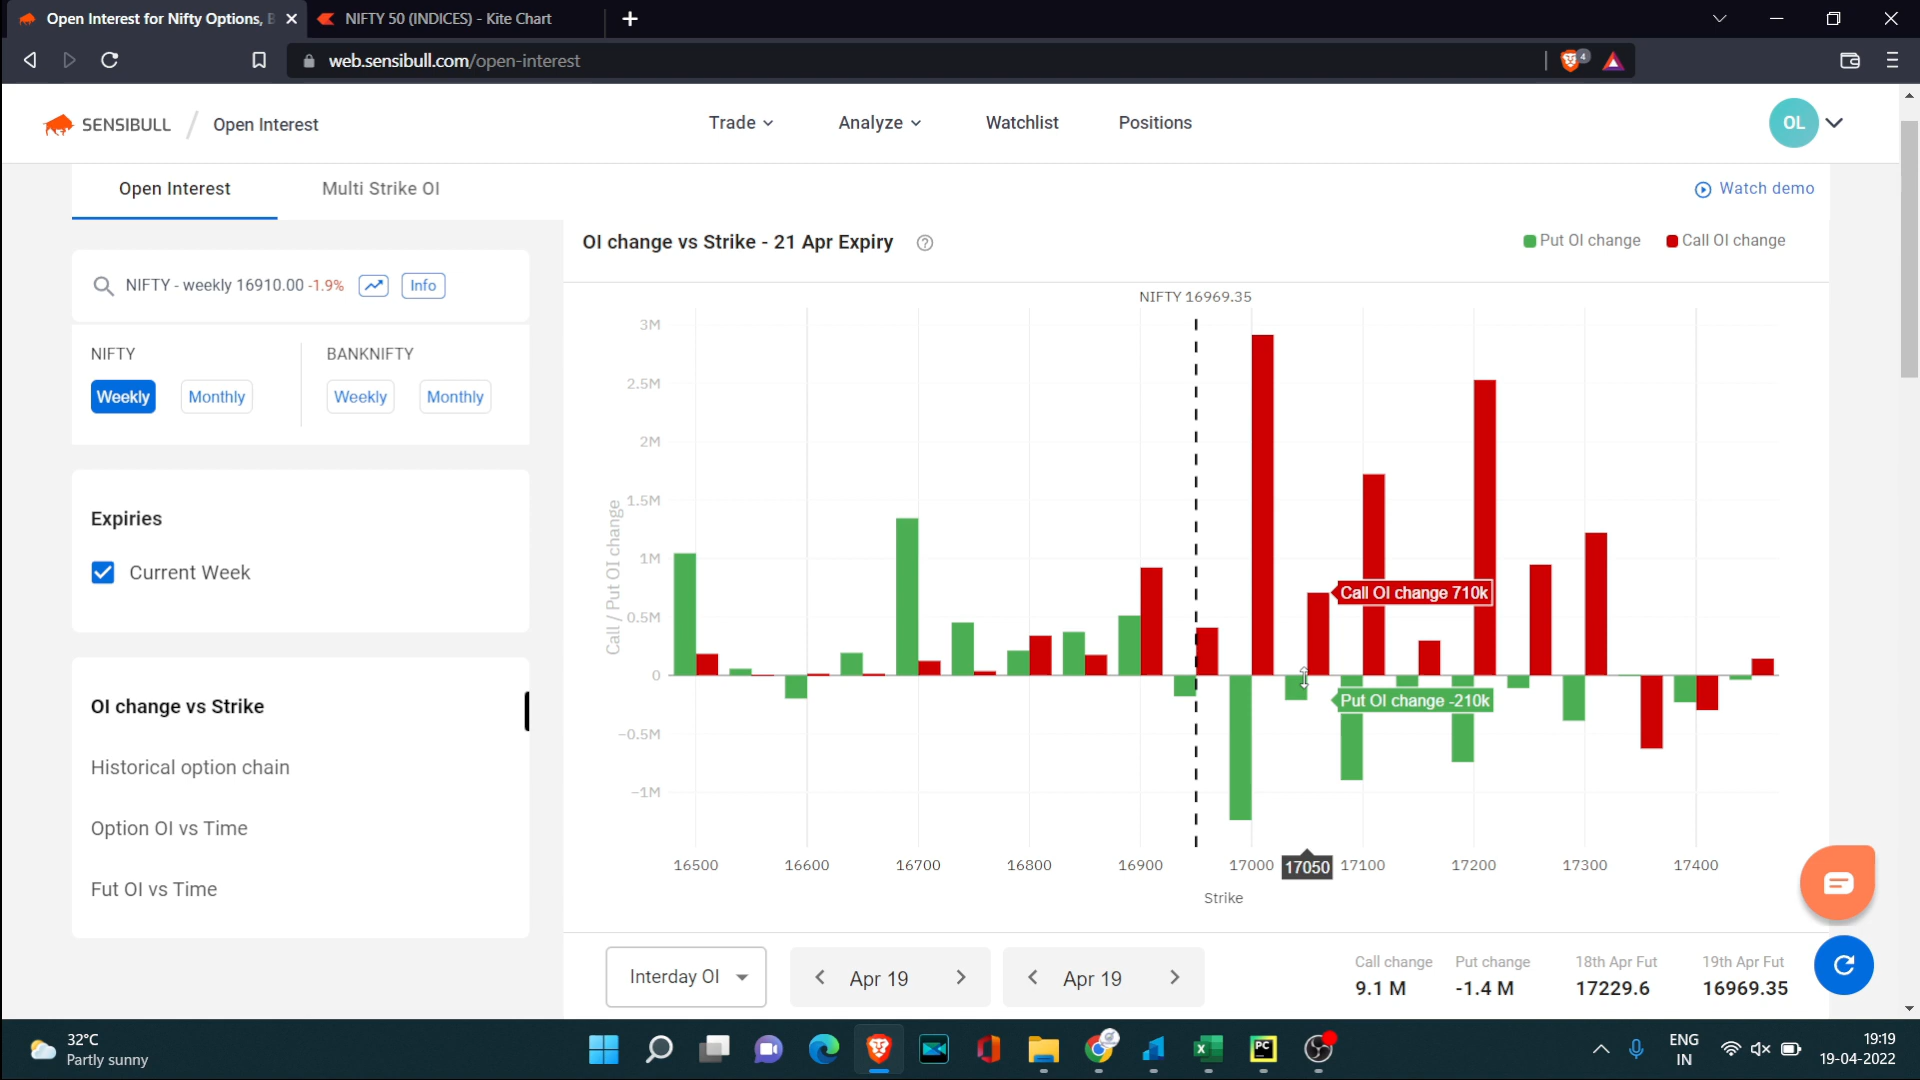 Open Interest for Nifty Options, B
NIFTY 50 (INDICES) - Kite Chart
web.sensibull.com/open-interest
4
SENSIBULL / Open Interest
Trade
Analyze
Watchlist
Positions
OL
Open Interest
Multi Strike OI
Watch demo
NIFTY - weekly 16910.00 -1.9%
Info
NIFTY
BANKNIFTY
Weekly
Monthly
Weekly
Monthly
Expiries
Current Week
OI change vs Strike
Historical option chain
Option OI vs Time
Fut OI vs Time
OI change vs Strike - 21 Apr Expiry
?
Put OI change
Call OI change
NIFTY 16969.35
3M
2.5M
2M
1.5M
1M
0.5M
0
-0.5M
-1M
Call / Put OI change
Call OI change 710k
Put OI change -210k
16500
16600
16700
16800
16900
17000
17050
17100
17200
17300
17400
Strike
Interday OI
Apr 19
Apr 19
Call change
9.1 M
Put change
-1.4 M
18th Apr Fut
17229.6
19th Apr Fut
16969.35
32°C
Partly sunny
PC
ENG
IN
19:19
19-04-2022